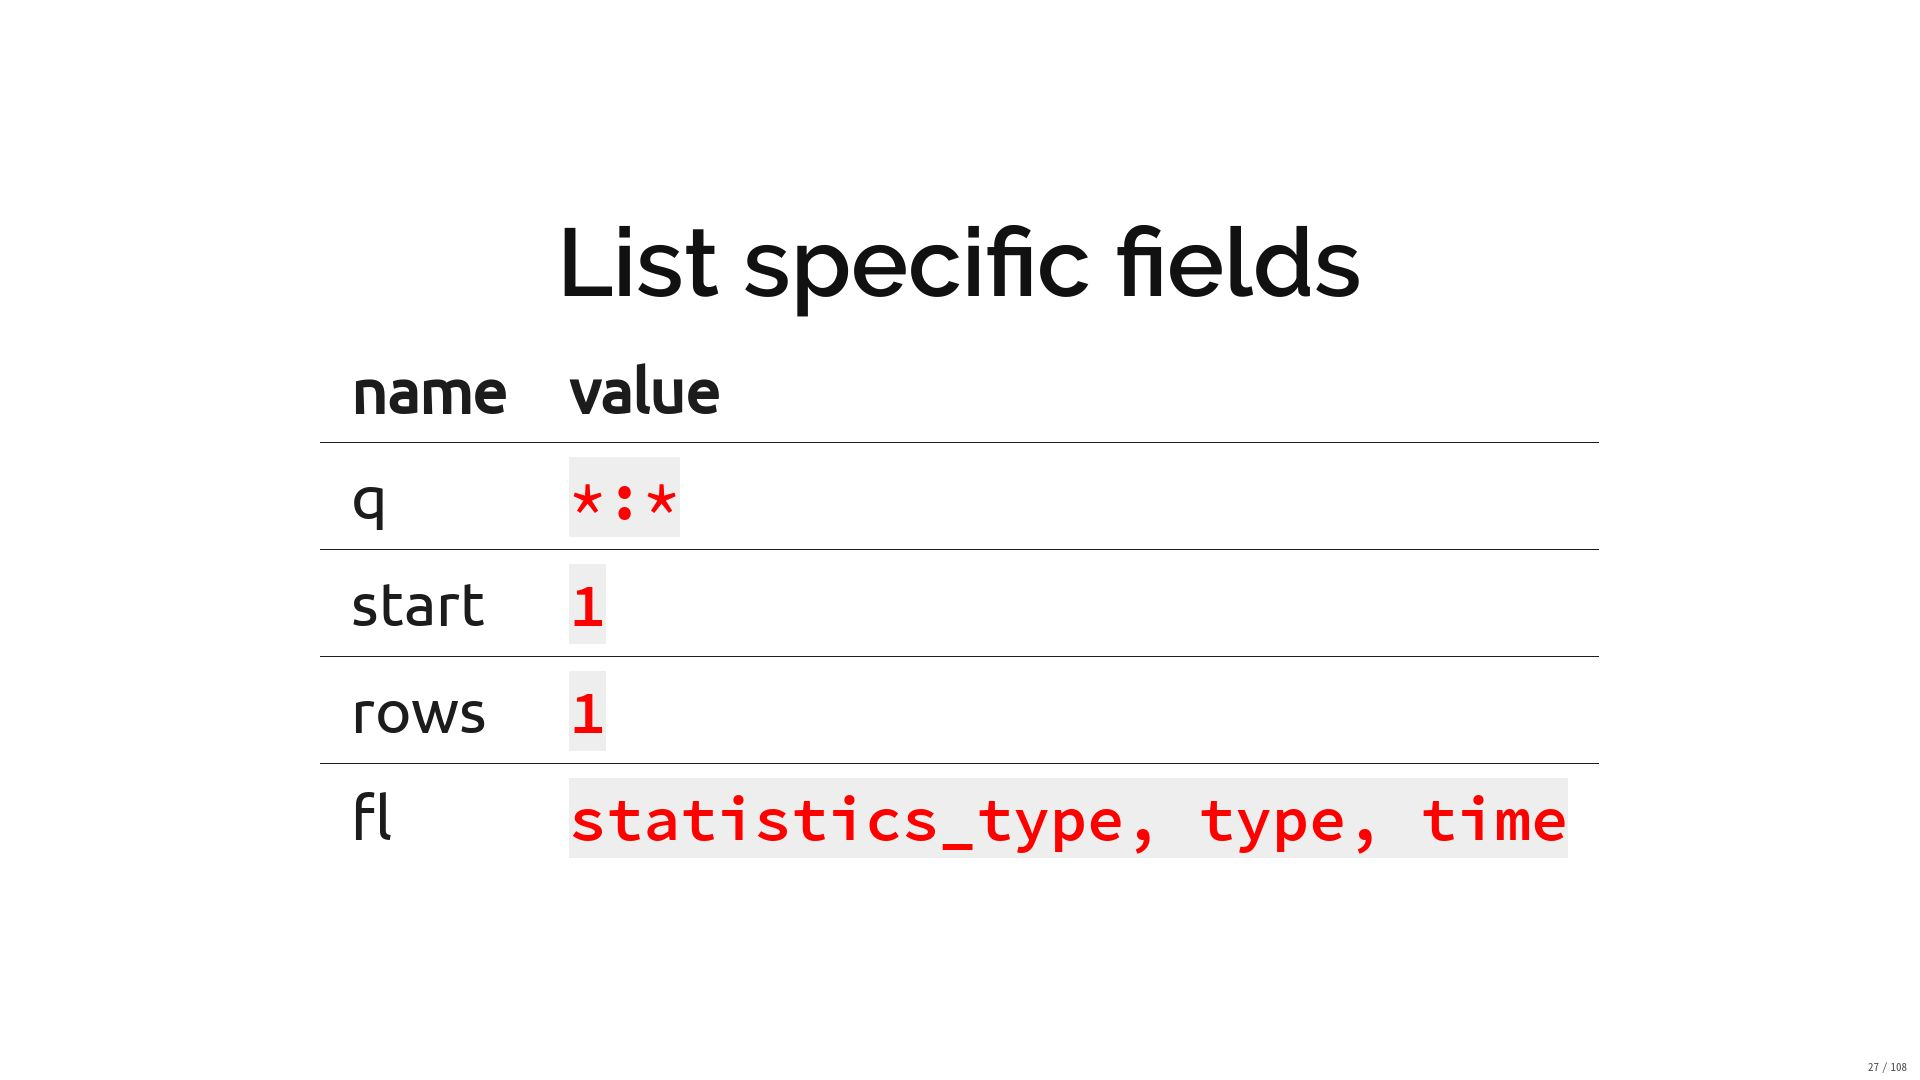 List specific fields
name value
q *:*
start 1
rows 1
fl statistics_type, type, time
27 / 108